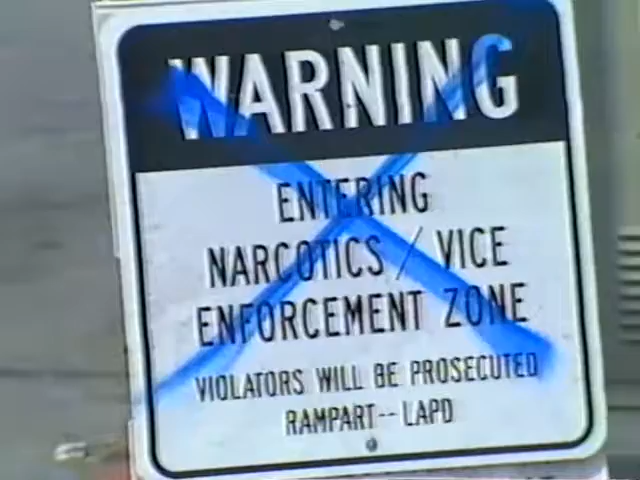 WARNING
ENTERING
NARCOTICS / VICE
ENFORCEMENT ZONE
VIOLATORS WILL BE PROSECUTED
RAMPART -- LAPD